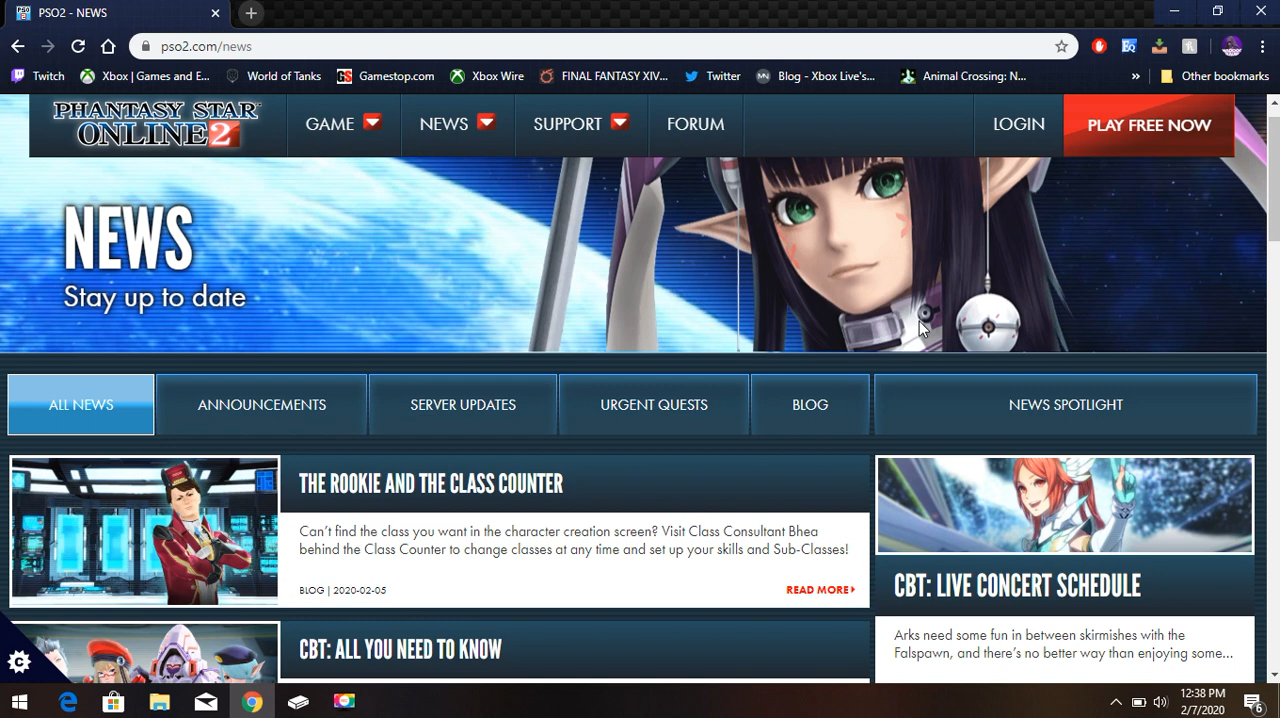 PSO2 - NEWS
pso2.com/news
Twitch
Xbox | Games and E...
World of Tanks
Gamestop.com
Xbox Wire
FINAL FANTASY XIV...
Twitter
Blog - Xbox Live's...
Animal Crossing: N...
»
Other bookmarks
PHANTASY STAR
ONLINE 2
GAME
NEWS
SUPPORT
FORUM
LOGIN
PLAY FREE NOW
NEWS
Stay up to date
ALL NEWS
ANNOUNCEMENTS
SERVER UPDATES
URGENT QUESTS
BLOG
NEWS SPOTLIGHT
THE ROOKIE AND THE CLASS COUNTER
Can't find the class you want in the character creation screen? Visit Class Consultant Bhea
behind the Class Counter to change classes at any time and set up your skills and Sub-Classes!
BLOG | 2020-02-05
READ MORE
CBT: ALL YOU NEED TO KNOW
CBT: LIVE CONCERT SCHEDULE
Arks need some fun in between skirmishes with the
Falspawn, and there's no better way than enjoying some...
12:38 PM
2/7/2020
6